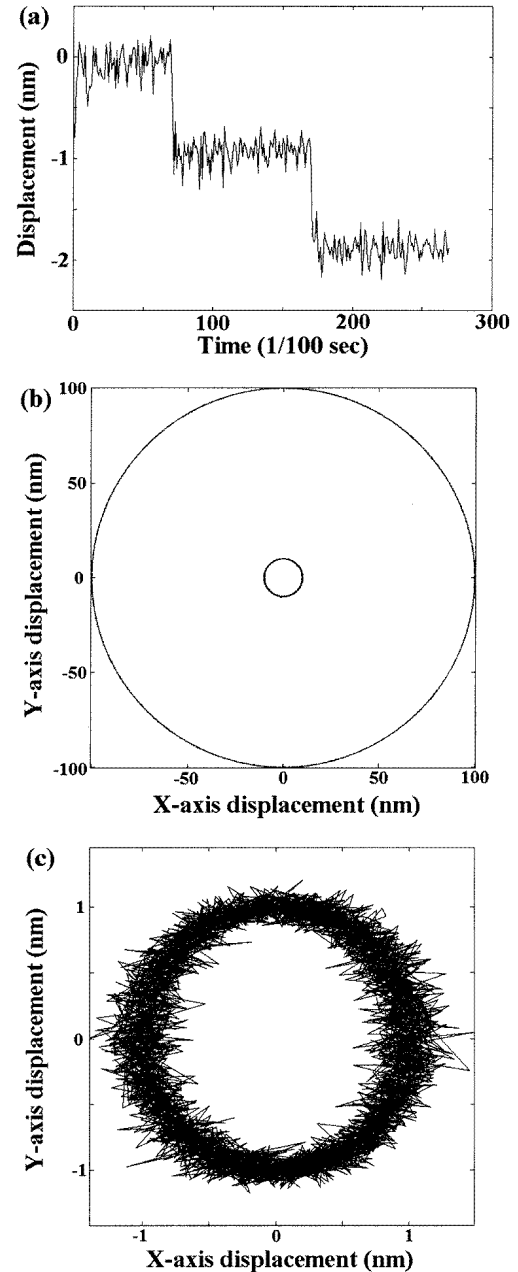 (a)
0
-1
-2
Displacement (nm)
0
100
200
300
Time (1/100 sec)
(b)
100
50
0
-50
-100
Y-axis displacement (nm)
-50
0
50
100
X-axis displacement (nm)
(c)
1
0
-1
Y-axis displacement (nm)
-1
0
1
X-axis displacement (nm)